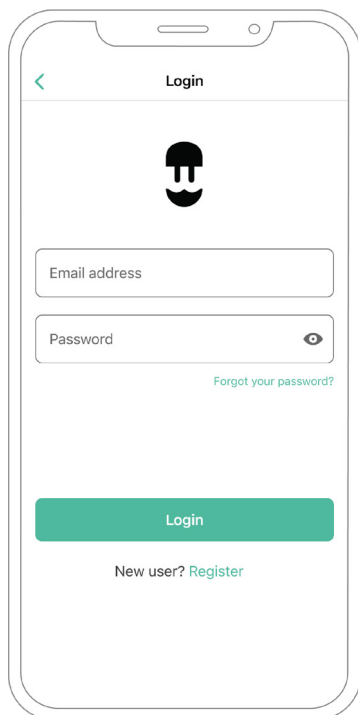 Login
Email address
Password
Forgot your password?
Login
New user? Register